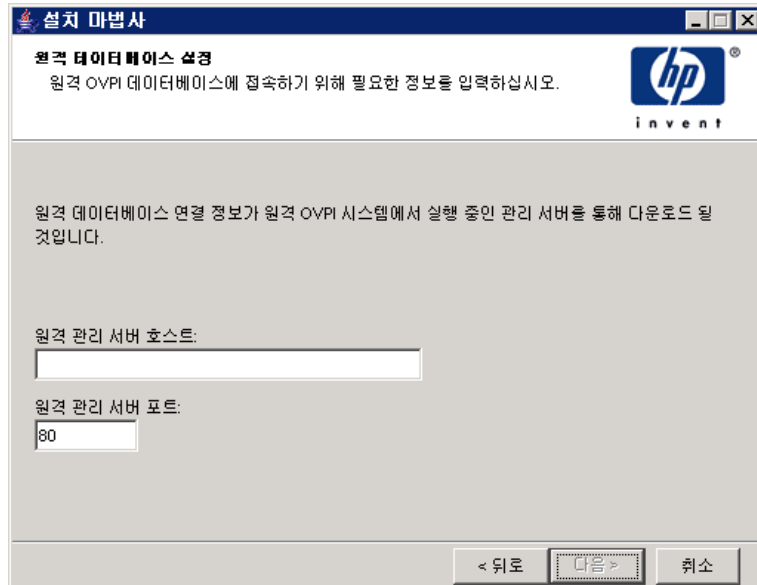 설치 마법사
원격 데이터베이스 설정
원격 OVPI 데이터베이스에 접속하기 위해 필요한 정보를 입력하십시오.
hp
®
invent
원격 데이터베이스 연결 정보가 원격 OVPI 시스템에서 실행 중인 관리 서버를 통해 다운로드 될
것입니다.
원격 관리 서버 호스트:
원격 관리 서버 포트:
80
< 뒤로
다음 >
취소